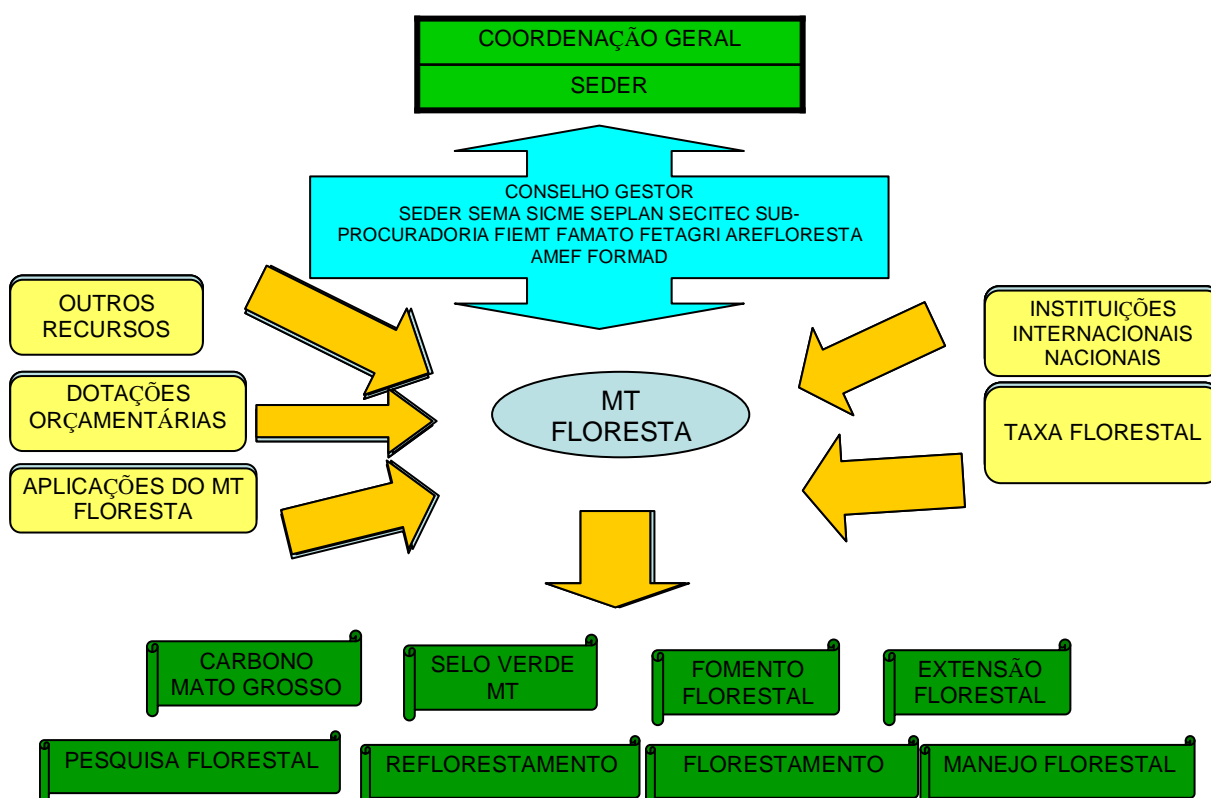 COORDENAÇÃO GERAL
SEDER
CONSELHO GESTOR
SEDER SEMA SICME SEPLAN SECITEC SUB-
PROCURADORIA FIEMT FAMATO FETAGRI AREFLORESTA
AMEF FORMAD
OUTROS
RECURSOS
DOTAÇÕES
ORÇAMENTÁRIAS
APLICAÇÕES DO MT
FLORESTA
MT
FLORESTA
INSTITUIÇÕES
INTERNACIONAIS
NACIONAIS
TAXA FLORESTAL
CARBONO
MATO GROSSO
SELO VERDE
MT
FOMENTO
FLORESTAL
EXTENSÃO
FLORESTAL
PESQUISA FLORESTAL
REFLORESTAMENTO
FLORESTAMENTO
MANEJO FLORESTAL